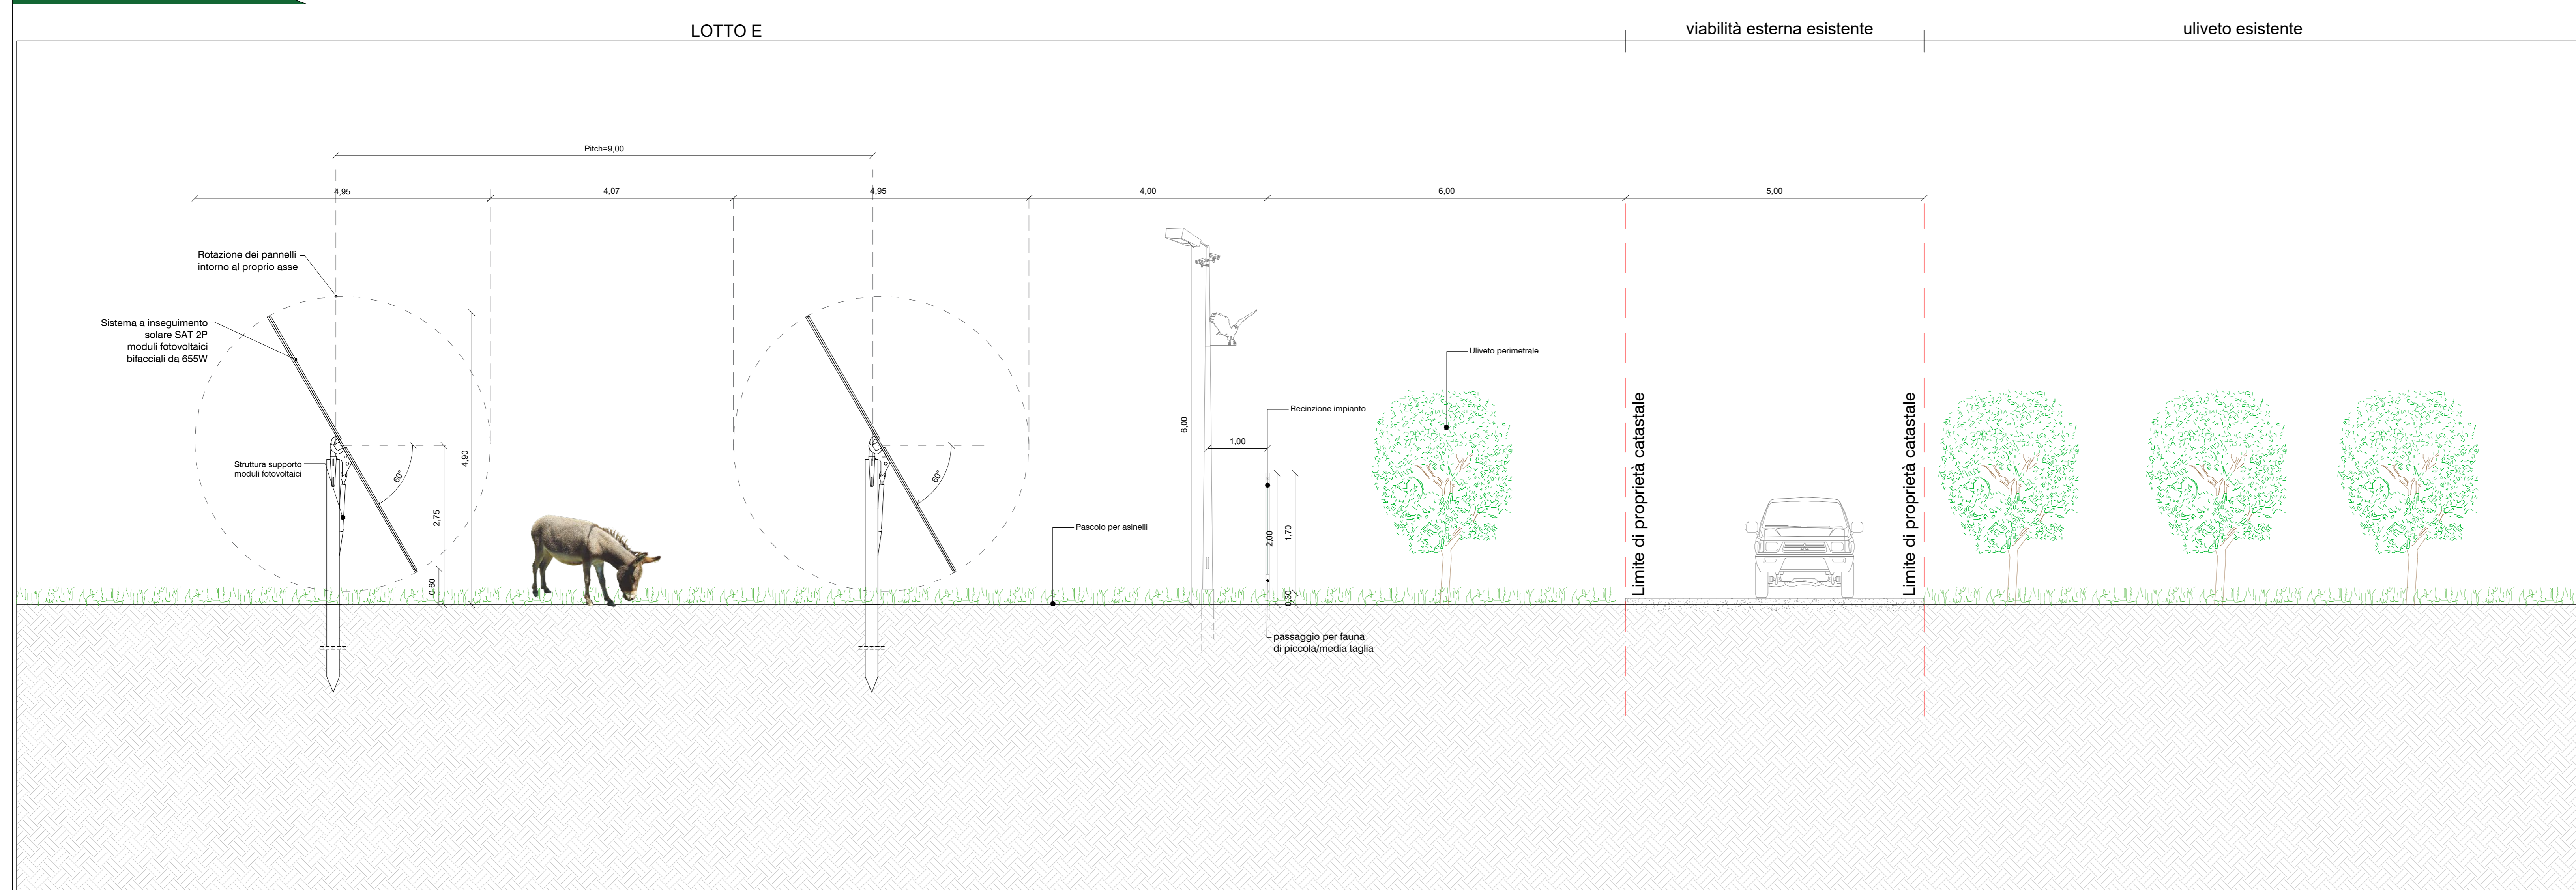 LOTTO E
viabilità esterna esistente
uliveto esistente
Pitch=9,00
4,95
4,07
4,95
4,00
6,00
5,00
Rotazione dei pannelli
intorno al proprio asse
Sistema a inseguimento
solare SAT 2P
moduli fotovoltaici
bifacciali da 655W
Struttura supporto
moduli fotovoltaici
60°
4,90
2,75
0,60
60°
Pascolo per asinelli
6,00
1,00
Recinzione impianto
2,00
1,70
0,30
passaggio per fauna
di piccola/media taglia
Uliveto perimetrale
Limite di proprietà catastale
Limite di proprietà catastale